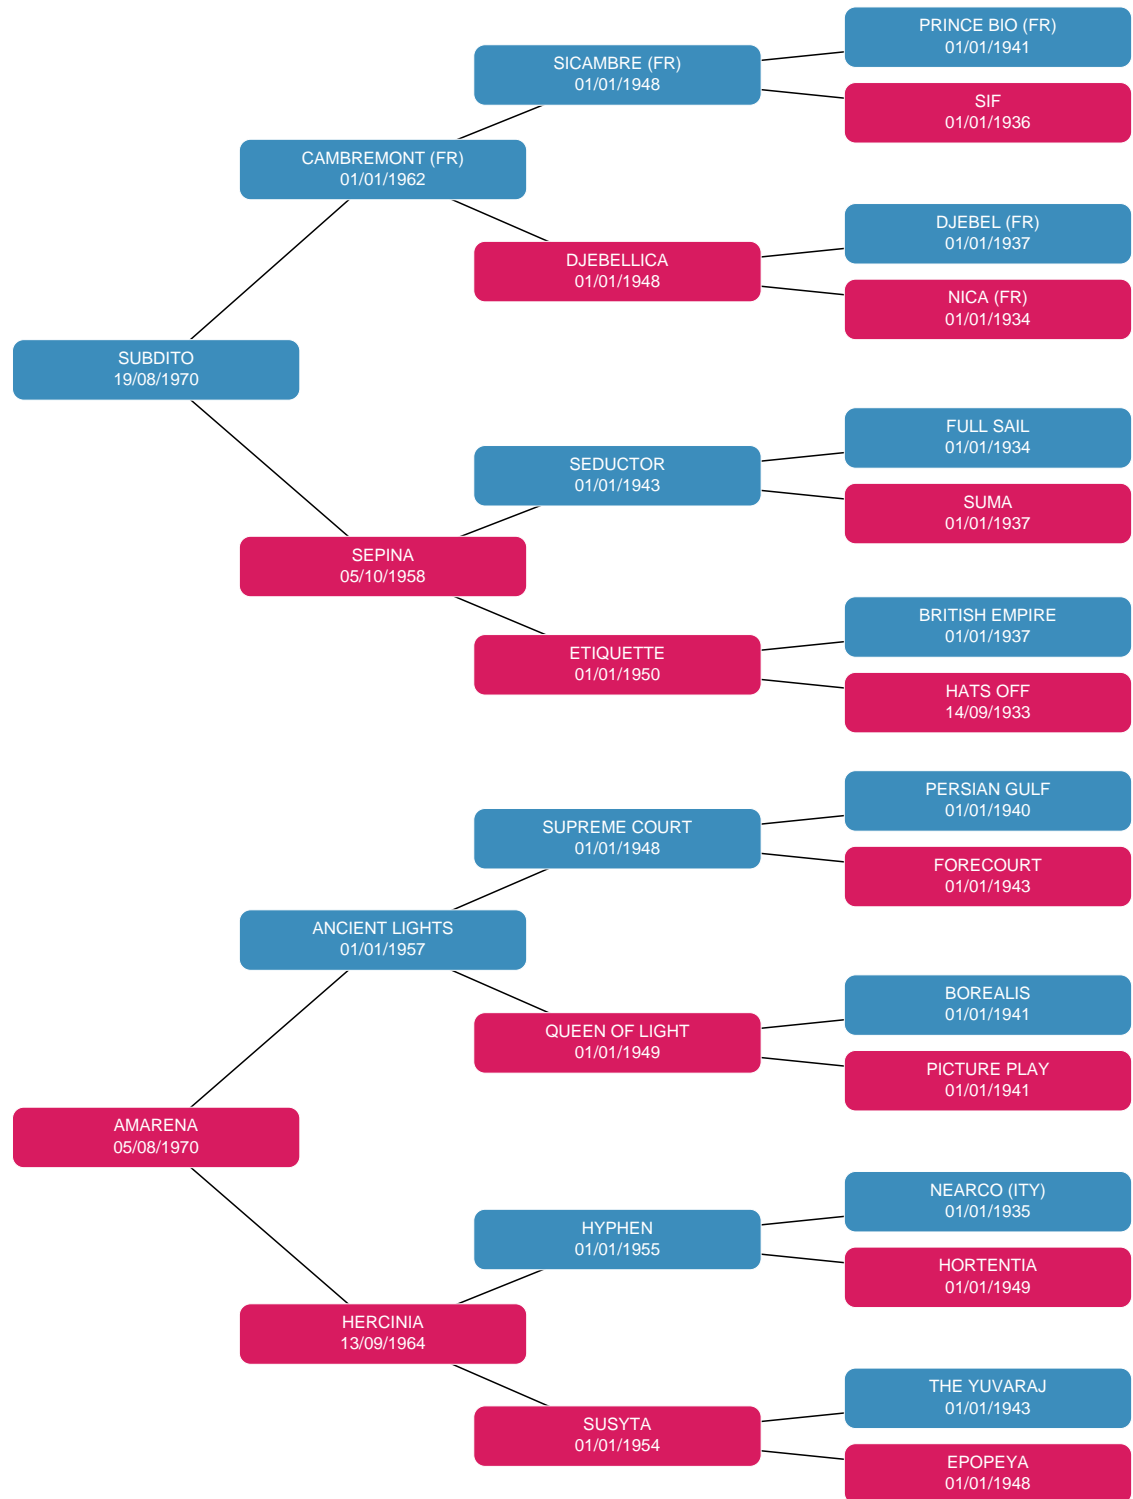 PRINCE BIO (FR)
01/01/1941
SICAMBRE (FR)
01/01/1948
SIF
01/01/1936
CAMBREMONT (FR)
01/01/1962
DJEBEL (FR)
01/01/1937
DJEBELLICA
01/01/1948
NICA (FR)
01/01/1934
SUBDITO
19/08/1970
FULL SAIL
01/01/1934
SEDUCTOR
01/01/1943
SUMA
01/01/1937
SEPINA
05/10/1958
BRITISH EMPIRE
01/01/1937
ETIQUETTE
01/01/1950
HATS OFF
14/09/1933
PERSIAN GULF
01/01/1940
SUPREME COURT
01/01/1948
FORECOURT
01/01/1943
ANCIENT LIGHTS
01/01/1957
BOREALIS
01/01/1941
QUEEN OF LIGHT
01/01/1949
PICTURE PLAY
01/01/1941
AMARENA
05/08/1970
NEARCO (ITY)
01/01/1935
HYPHEN
01/01/1955
HORTENTIA
01/01/1949
HERCINIA
13/09/1964
THE YUVARAJ
01/01/1943
SUSYTA
01/01/1954
EPOPEYA
01/01/1948